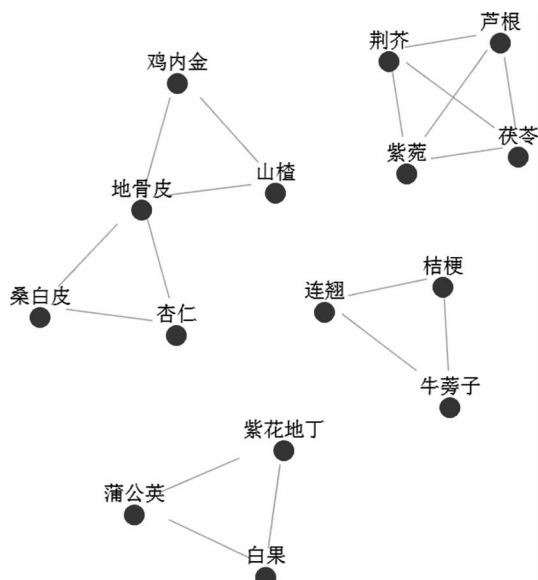 芦根
荆芥
鸡内金
茯苓
紫菀
山楂
地骨皮
桔梗
连翘
桑白皮
杏仁
牛蒡子
紫花地丁
蒲公英
白果